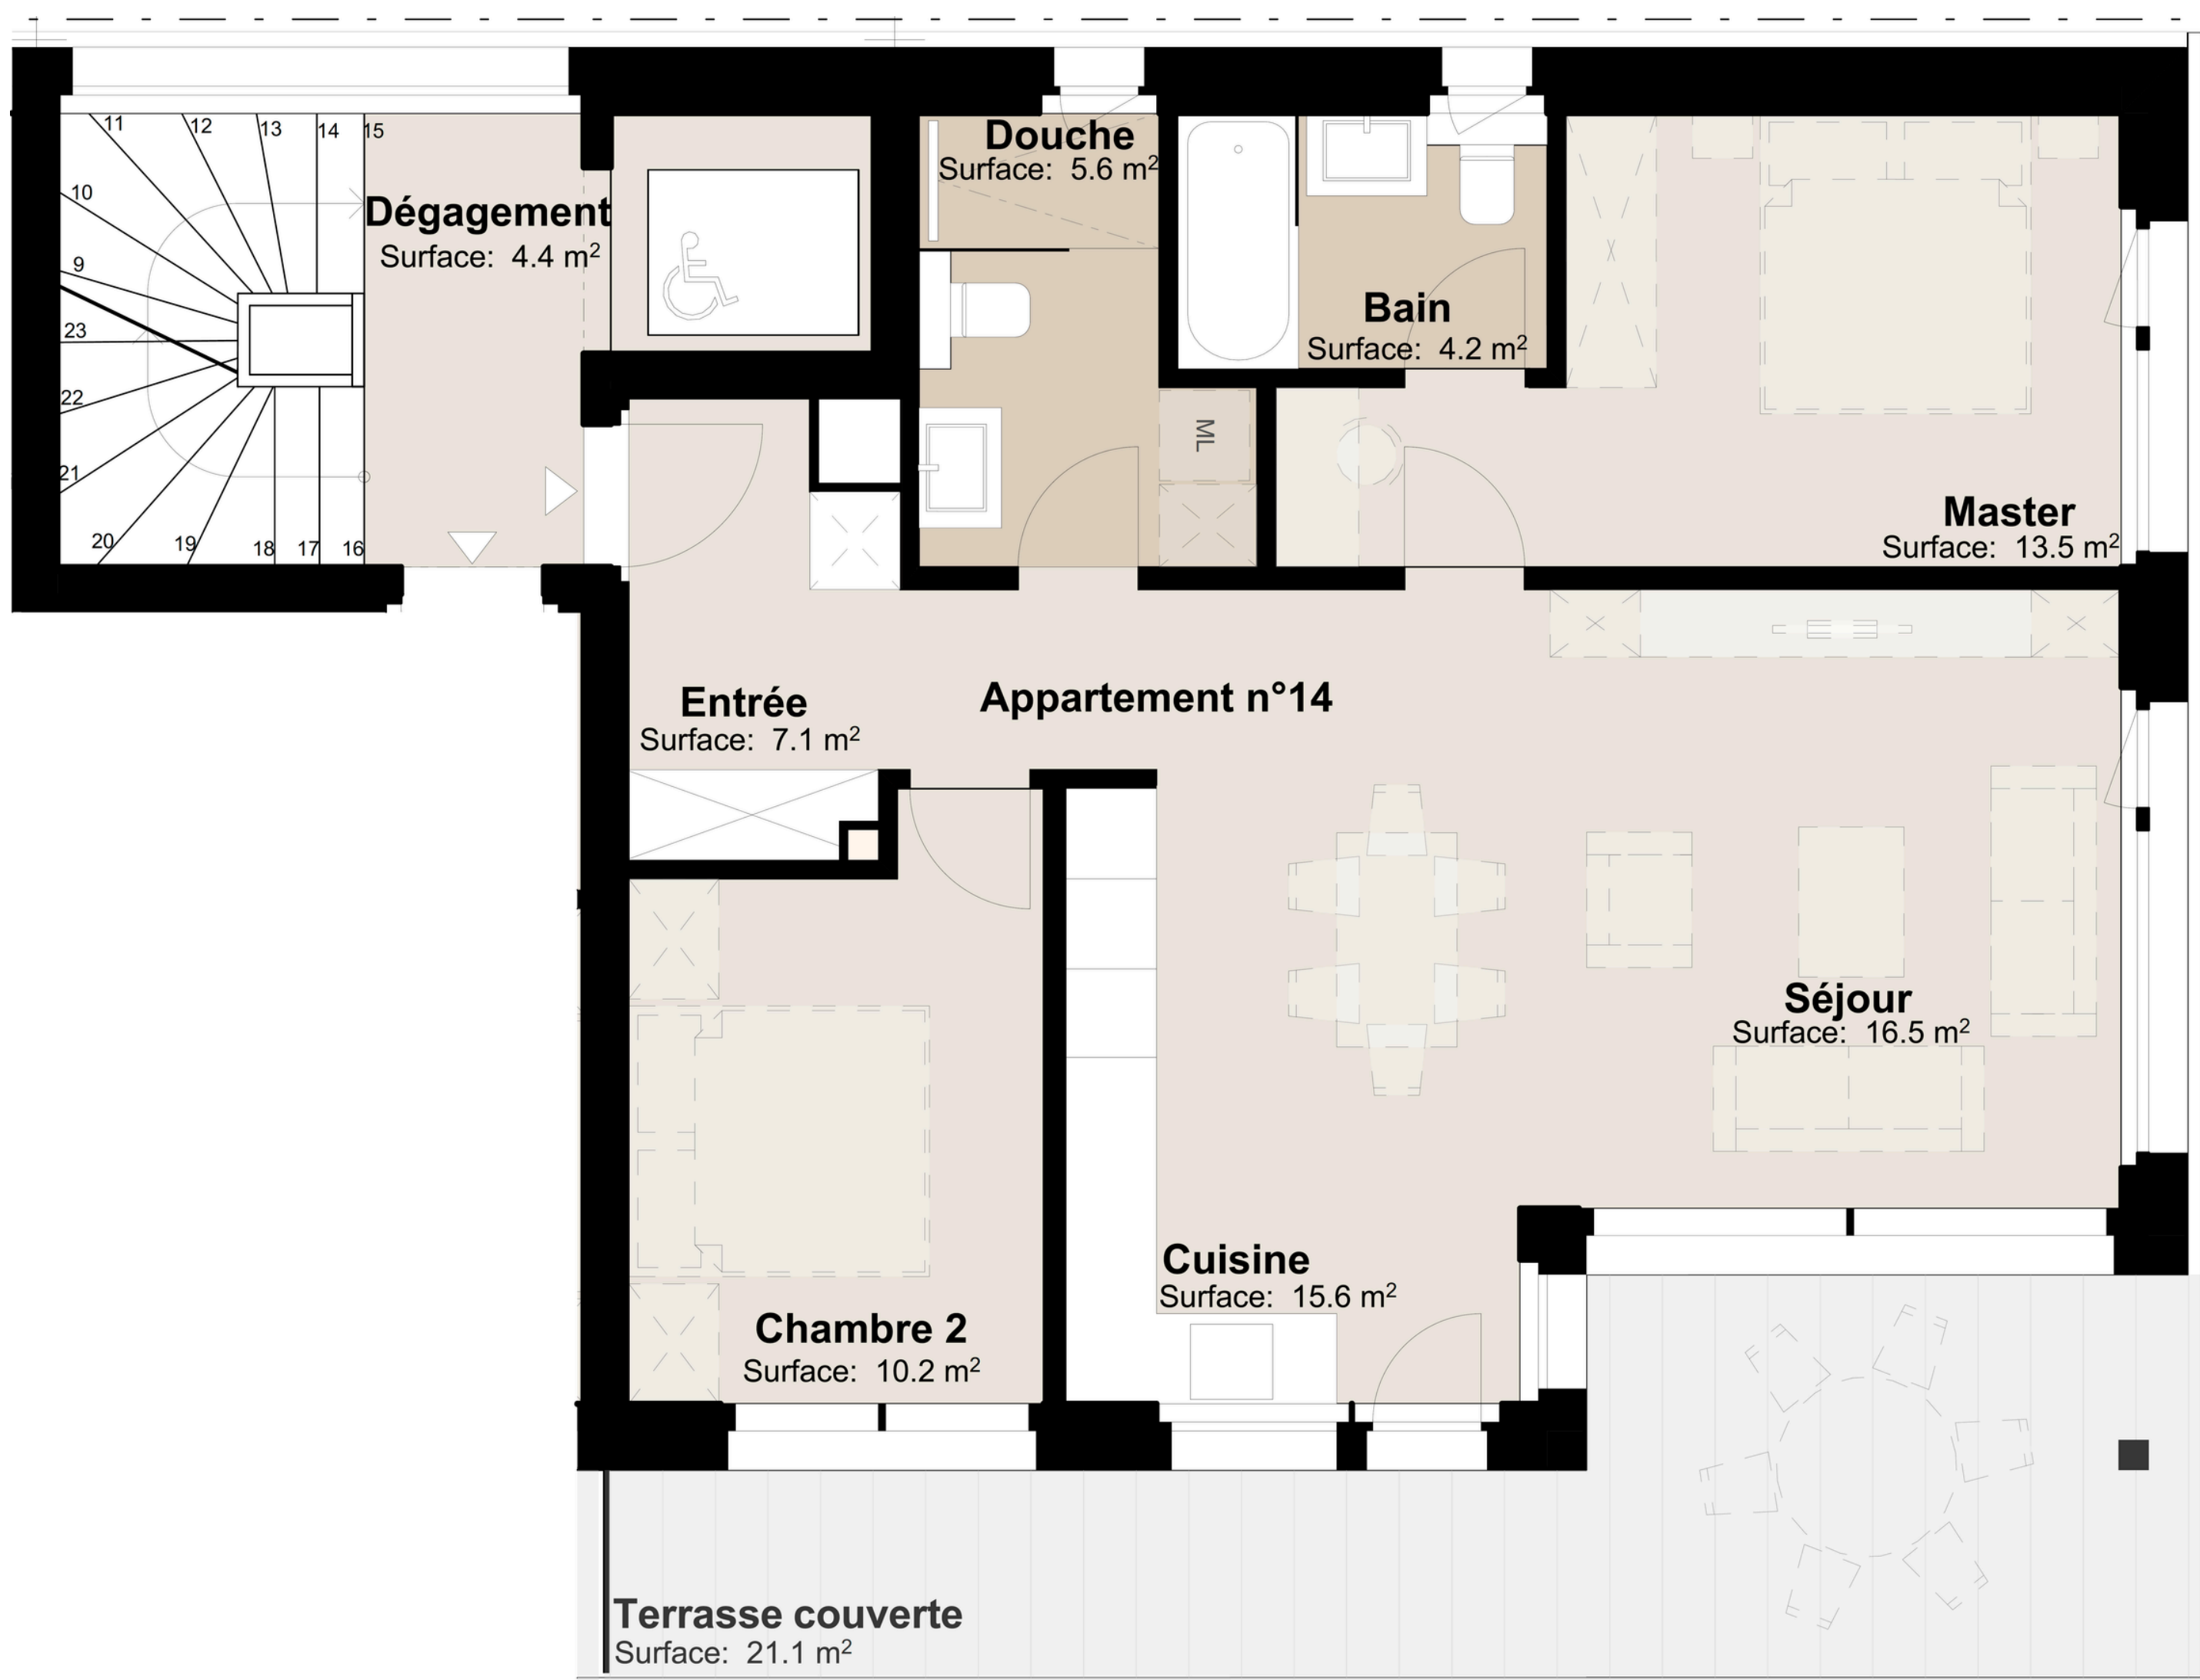 11
12
13
14
15
10
9
23
22
21
20
19
18
17
16
Dégagement
Surface: 4.4 m²
Douche
Surface: 5.6 m²
Bain
Surface: 4.2 m²
ML
Master
Surface: 13.5 m²
Entrée
Surface: 7.1 m²
Appartement n°14
Séjour
Surface: 16.5 m²
Cuisine
Surface: 15.6 m²
Chambre 2
Surface: 10.2 m²
Terrasse couverte
Surface: 21.1 m²